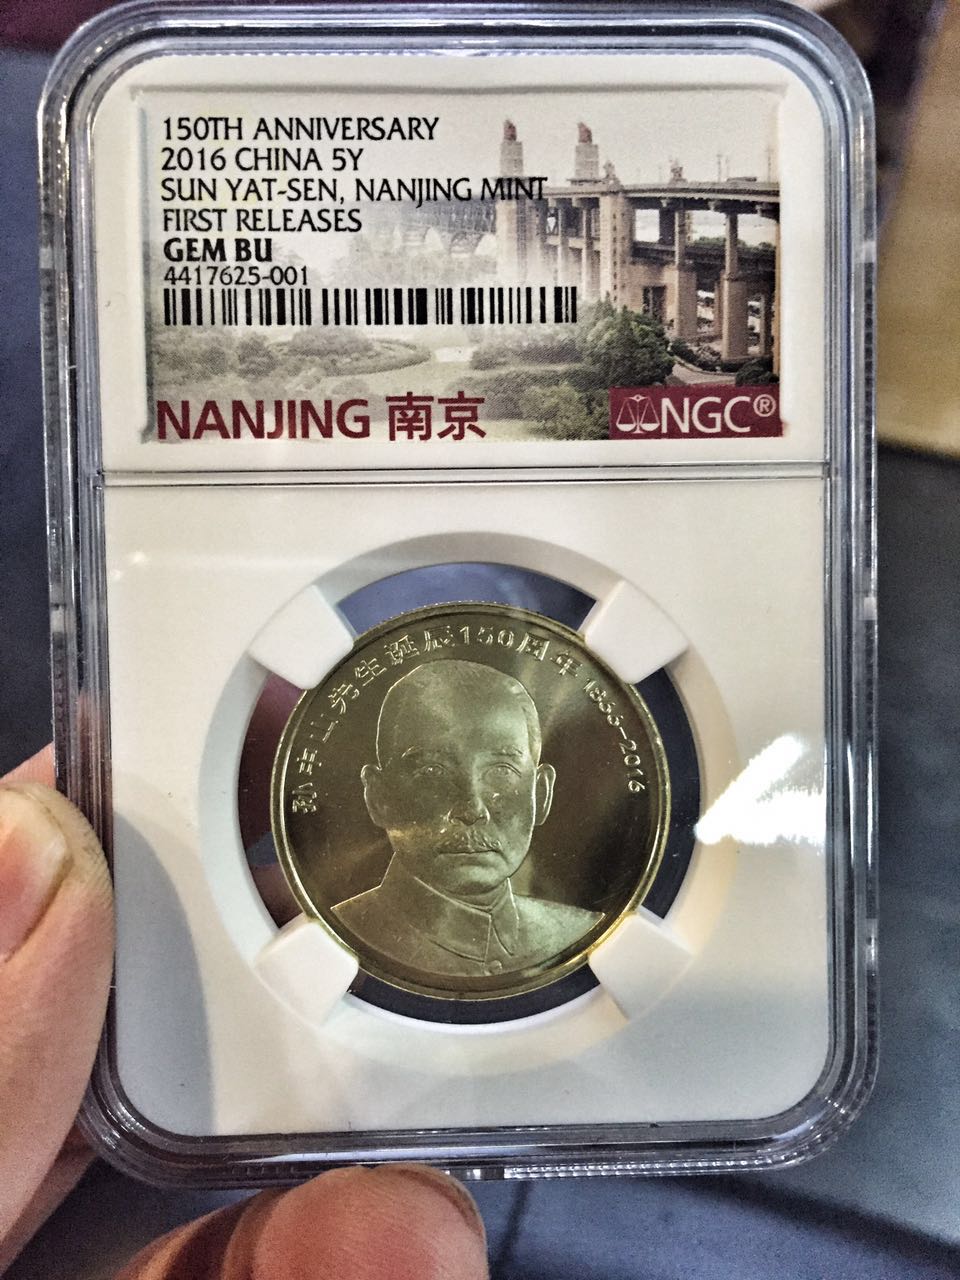 150TH ANNIVERSARY
2016 CHINA 5Y
SUN YAT-SEN, NANJING MINT
FIRST RELEASES
GEM BU
4417625-001
NANJING 南京
NGC®
孙中山先生诞辰150周年 1866-2016